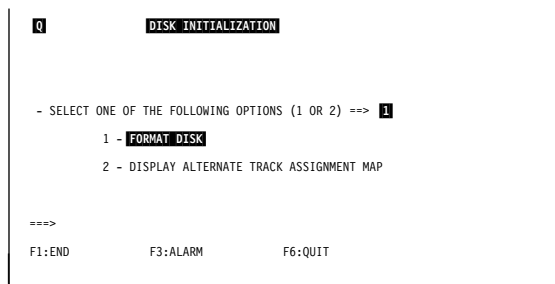 Q DISK INITIALIZATION
- SELECT ONE OF THE FOLLOWING OPTIONS (1 OR 2) ==> 1
1 - FORMAT DISK
2 - DISPLAY ALTERNATE TRACK ASSIGNMENT MAP
===>
F1:END F3:ALARM F6:QUIT